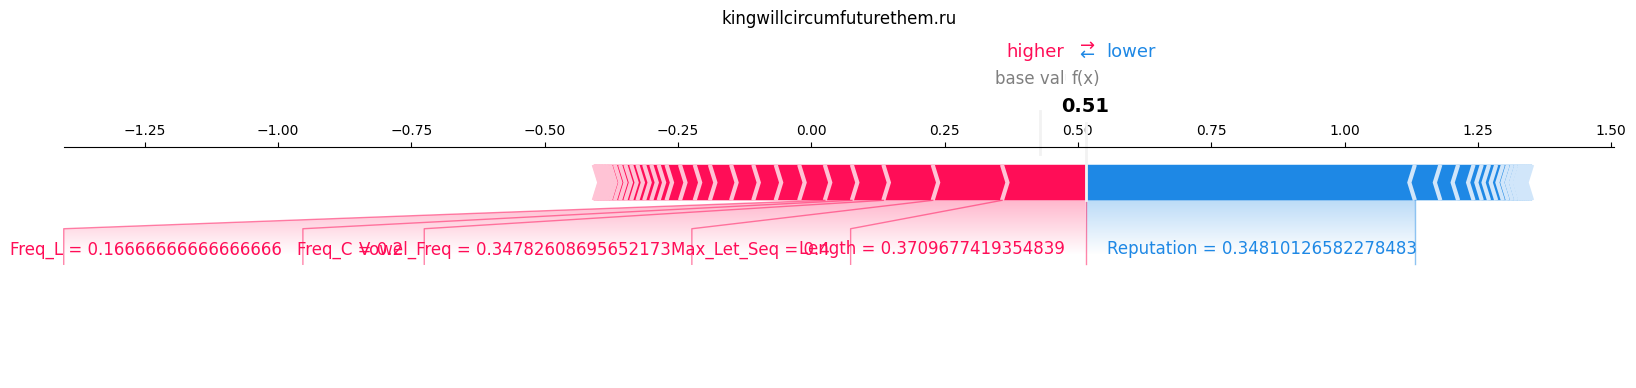 kingwillcircumfuturethem.ru
higher → ← lower
base val f(x)
0.51
−1.25 −1.00 −0.75 −0.50 −0.25 0.00 0.25 0.50 0.75 1.00 1.25 1.50
Freq_L = 0.16666666666666666 Freq_C = 0.2 Vowel_Freq = 0.34782608695652173 Max_Let_Seq = 0.4 Length = 0.3709677419354839 Reputation = 0.34810126582278483